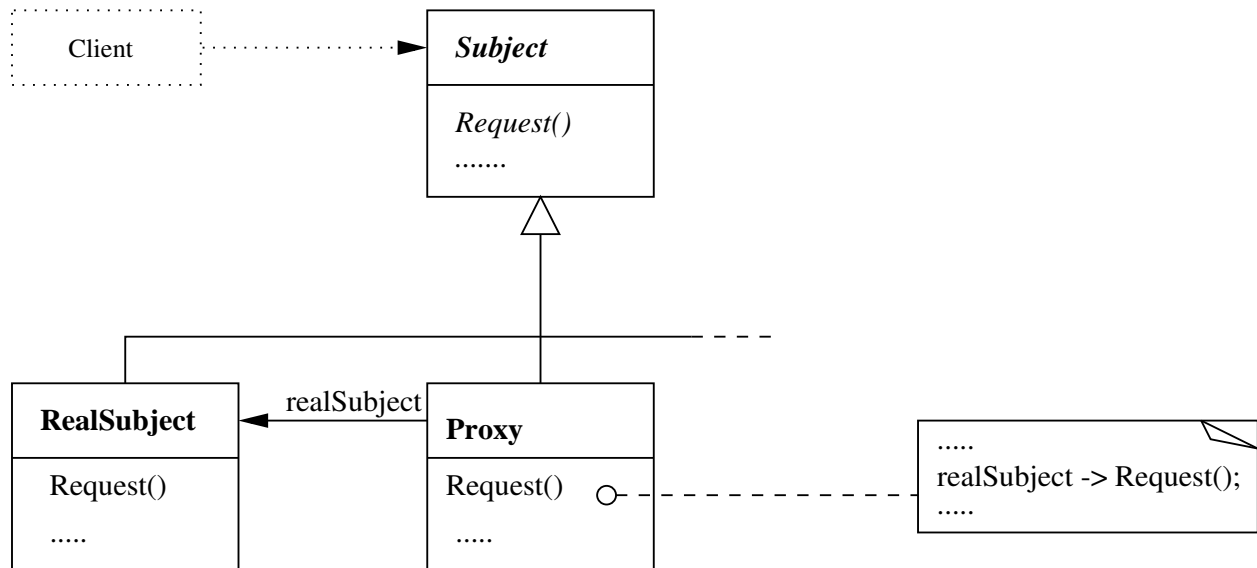 Client
Subject
Request()
.......
realSubject
RealSubject
Proxy
Request()
.....
Request()
.....
.....
realSubject -> Request();
.....